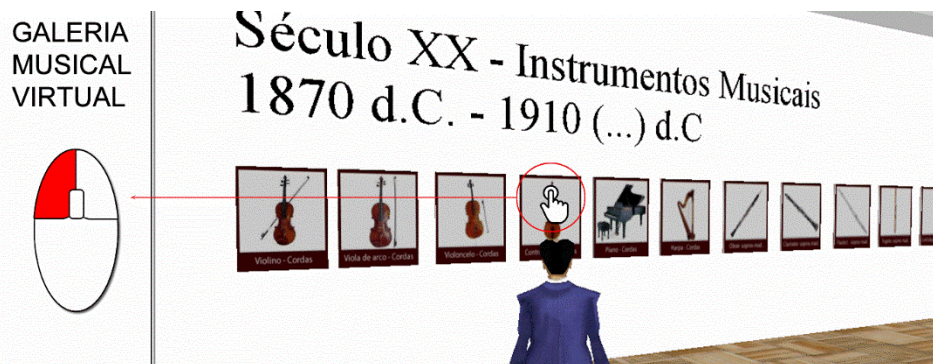 GALERIA
MUSICAL
VIRTUAL
Século XX - Instrumentos Musicais
1870 d.C. - 1910 (...) d.C
Violino - Cordas
Viola de arco - Cordas
Violoncelo - Cordas
Piano - Cordas
Harpa - Cordas